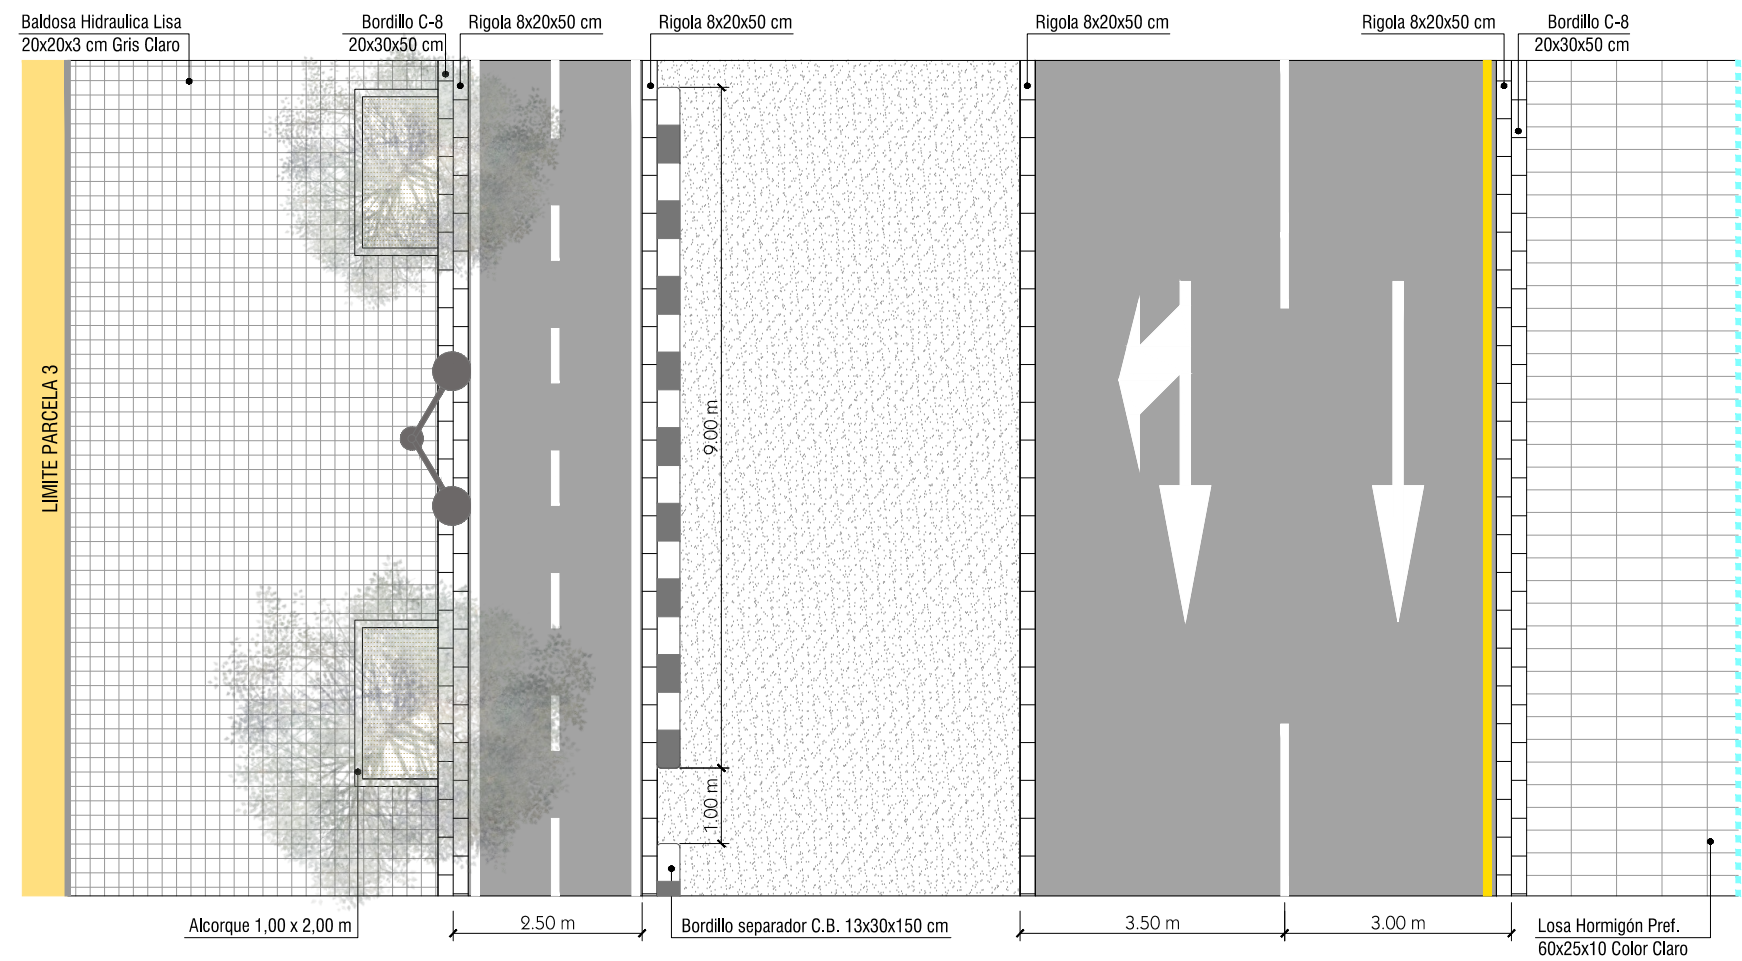 Baldosa Hidraulica Lisa
20x20x3 cm Gris Claro
Bordillo C-8
20x30x50 cm
Rigola 8x20x50 cm
Rigola 8x20x50 cm
Rigola 8x20x50 cm
Rigola 8x20x50 cm
Bordillo C-8
20x30x50 cm
LIMITE PARCELA 3
9.00 m
1.00 m
Alcorque 1,00 x 2,00 m
2.50 m
Bordillo separador C.B. 13x30x150 cm
3.50 m
3.00 m
Losa Hormigón Pref.
60x25x10 Color Claro